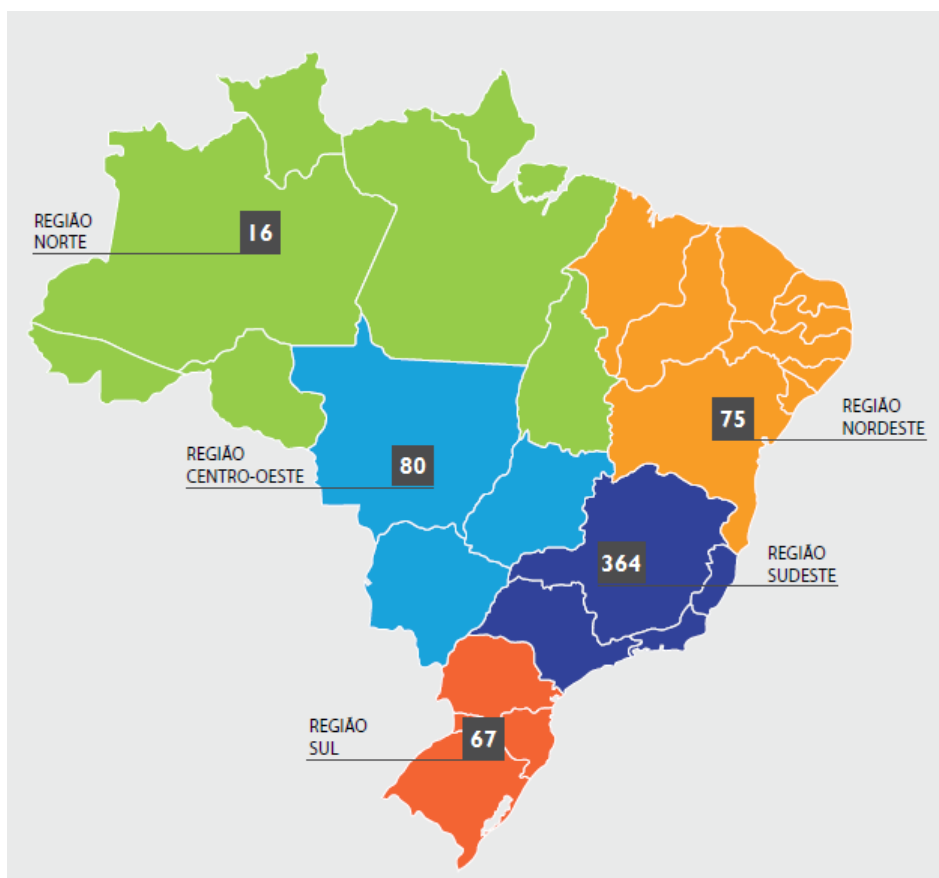 REGIÃO
NORTE
16
75
REGIÃO
NORDESTE
REGIÃO
CENTRO-OESTE
80
364
REGIÃO
SUDESTE
REGIÃO
SUL
67